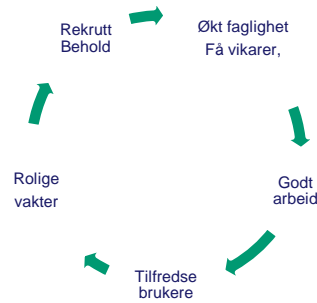 Rekrutt
Behold
Økt faglighet
Få vikarer,
Godt
arbeid
Tilfredse
brukere
Rolige
vakter